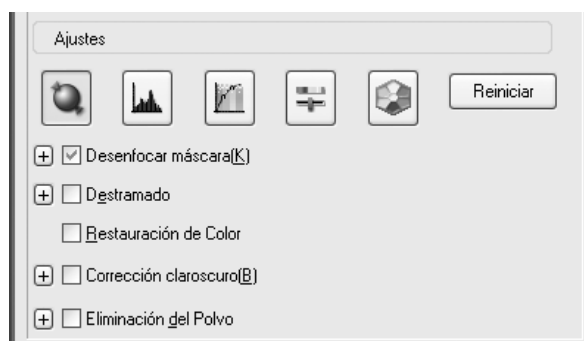 Ajustes
Reiniciar
Desenfocar máscara(K)
Destramado
Restauración de Color
Corrección claroscuro(B)
Eliminación del Polvo